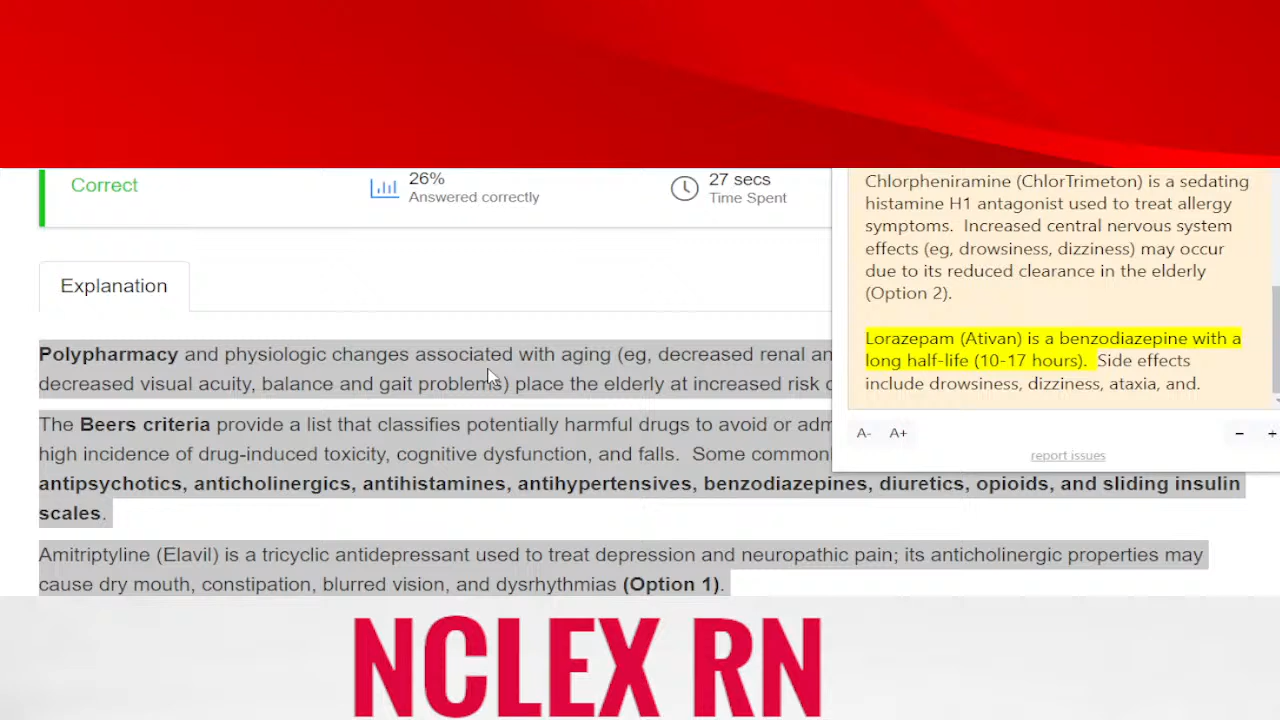 Correct
26%
Answered correctly
27 secs
Time Spent
Explanation
Polypharmacy and physiologic changes associated with aging (eg, decreased renal an
decreased visual acuity, balance and gait problems) place the elderly at increased risk
The Beers criteria provide a list that classifies potentially harmful drugs to avoid or adm
high incidence of drug-induced toxicity, cognitive dysfunction, and falls. Some common
antipsychotics, anticholinergics, antihistamines, antihypertensives, benzodiazepines, diuretics, opioids, and sliding insulin
scales.
Amitriptyline (Elavil) is a tricyclic antidepressant used to treat depression and neuropathic pain; its anticholinergic properties may
cause dry mouth, constipation, blurred vision, and dysrhythmias (Option 1).
Chlorpheniramine (ChlorTrimeton) is a sedating
histamine H1 antagonist used to treat allergy
symptoms. Increased central nervous system
effects (eg, drowsiness, dizziness) may occur
due to its reduced clearance in the elderly
(Option 2).
Lorazepam (Ativan) is a benzodiazepine with a
long half-life (10-17 hours). Side effects
include drowsiness, dizziness, ataxia, and.
A- A+ − +
report issues
NCLEX RN